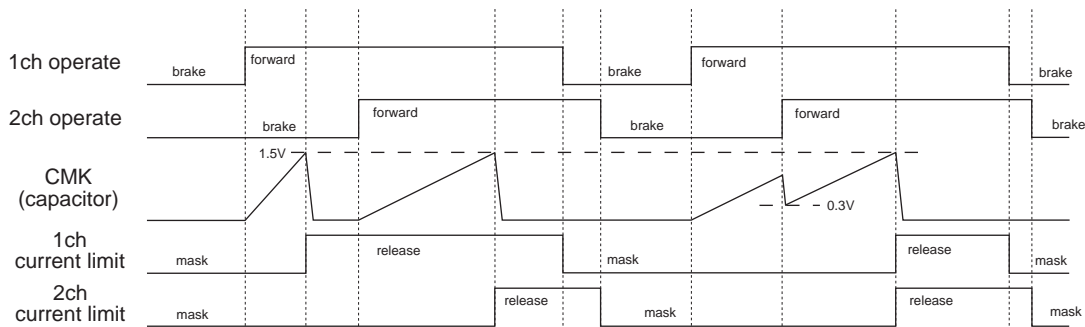 1ch operate
brake
forward
brake
forward
brake
2ch operate
brake
forward
brake
forward
brake
CMK
(capacitor)
1.5V
0.3V
1ch
current limit
mask
release
mask
release
mask
2ch
current limit
mask
release
mask
release
mask